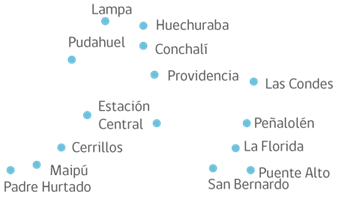 Lampa
Huechuraba
Pudahuel
Conchalí
Providencia
Las Condes
Estación
Central
Peñalolén
Cerrillos
La Florida
Maipú
Puente Alto
Padre Hurtado
San Bernardo